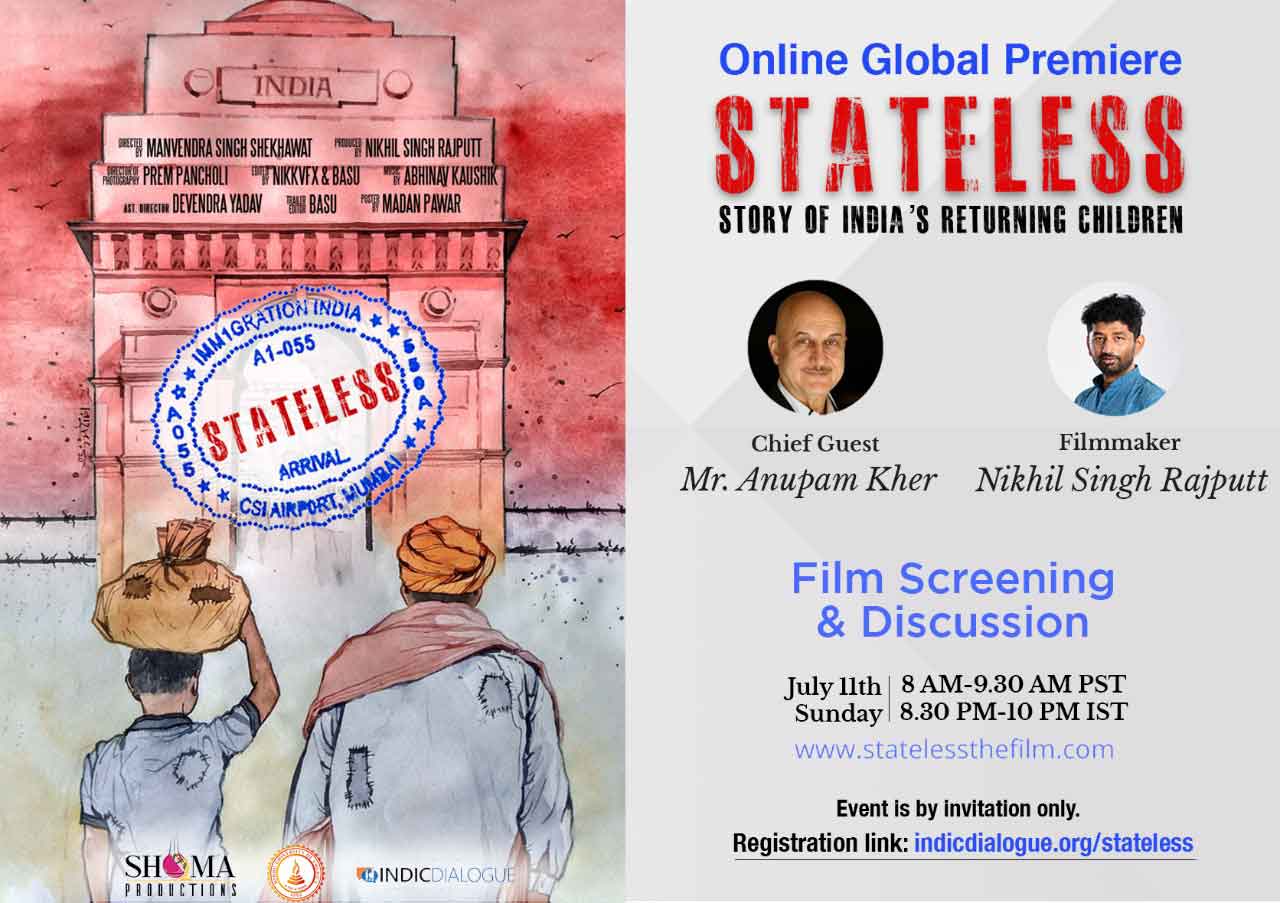 INDIA
DIRECTED BY MANVENDRA SINGH SHEKHAWAT PRODUCED BY NIKHIL SINGH RAJPUTT
DIRECTOR OF PHOTOGRAPHY PREM PANCHOLI EDITED BY NIKKVFX & BASU MUSIC BY ABHINAV KAUSHIK
AST. DIRECTOR DEVENDRA YADAV TRAILER EDITOR BASU POSTER BY MADAN PAWAR
IMM1GRATION INDIA
A1-055
A055
550A
STATELESS
ARRIVAL
CSI AIRPORT, MUMBAI
SHOMA
PRODUCTIONS
INDICDIALOGUE
Online Global Premiere
STATELESS
STORY OF INDIA'S RETURNING CHILDREN
Chief Guest
Mr. Anupam Kher
Filmmaker
Nikhil Singh Rajputt
Film Screening
& Discussion
July 11th | 8 AM-9.30 AM PST
Sunday | 8.30 PM-10 PM IST
www.statelessthefilm.com
Event is by invitation only.
Registration link: indicdialogue.org/stateless